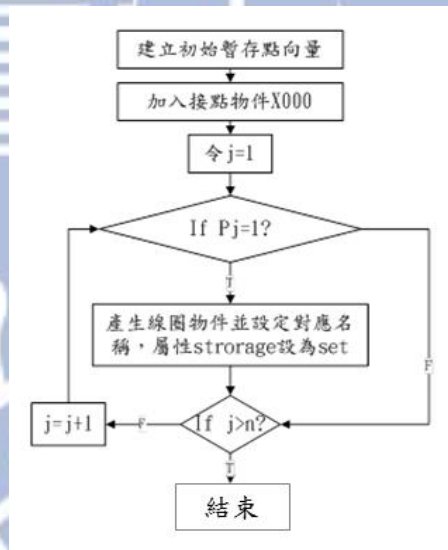 建立初始暫存點向量
加入接點物件X000
令j=1
If Pj=1?
T
產生線圈物件並設定對應名
稱，屬性strorage設為set
F
j=j+1
F
If j>n?
T
結束